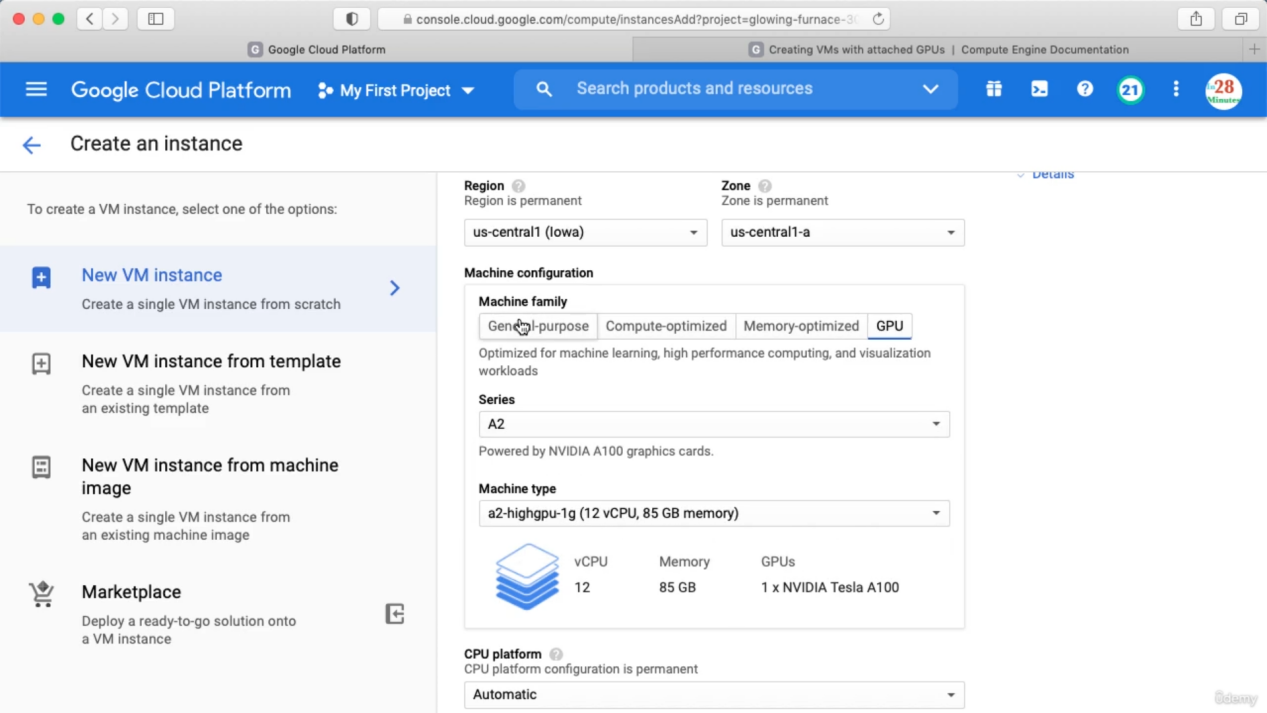 console.cloud.google.com/compute/instancesAdd?project=glowing-furnace-30
G Google Cloud Platform
G Creating VMs with attached GPUs | Compute Engine Documentation
Google Cloud Platform
My First Project
Search products and resources
21
in28 Minutes
Create an instance
To create a VM instance, select one of the options:
New VM instance
Create a single VM instance from scratch
New VM instance from template
Create a single VM instance from
an existing template
New VM instance from machine
image
Create a single VM instance from
an existing machine image
Marketplace
Deploy a ready-to-go solution onto
a VM instance
Details
Region
Region is permanent
us-central1 (Iowa)
Zone
Zone is permanent
us-central1-a
Machine configuration
Machine family
General-purpose Compute-optimized Memory-optimized GPU
Optimized for machine learning, high performance computing, and visualization
workloads
Series
A2
Powered by NVIDIA A100 graphics cards.
Machine type
a2-highgpu-1g (12 vCPU, 85 GB memory)
vCPU Memory GPUs
12 85 GB 1 x NVIDIA Tesla A100
CPU platform
CPU platform configuration is permanent
Automatic
ûdemy